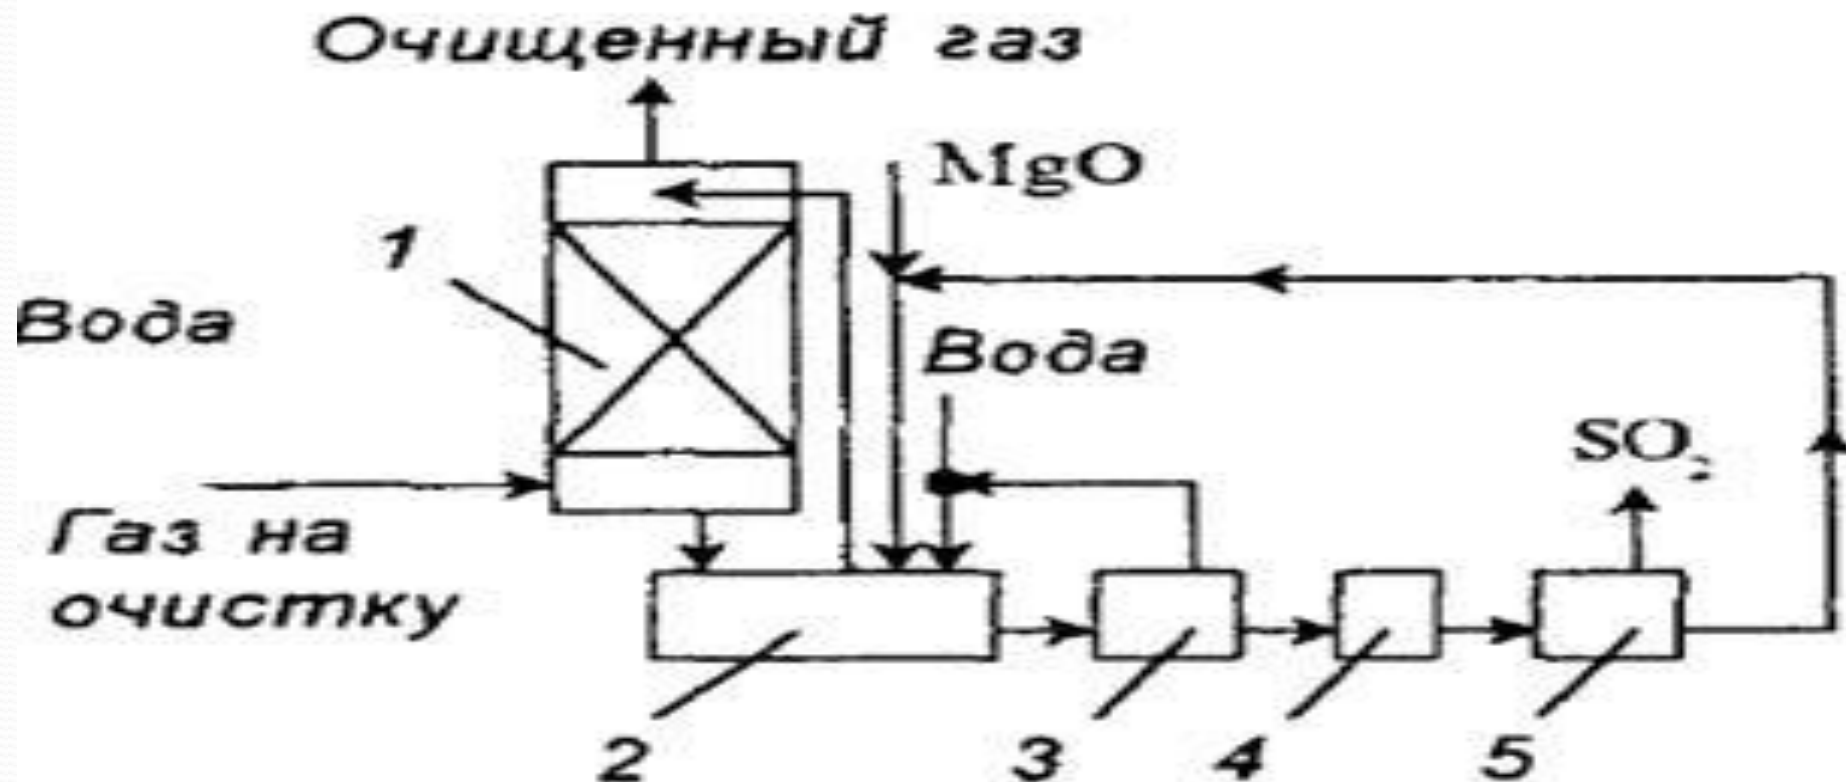 Очищенный газ
MgO
1
Вода
Вода
SO₂
Газ на
очистку
2
3
4
5